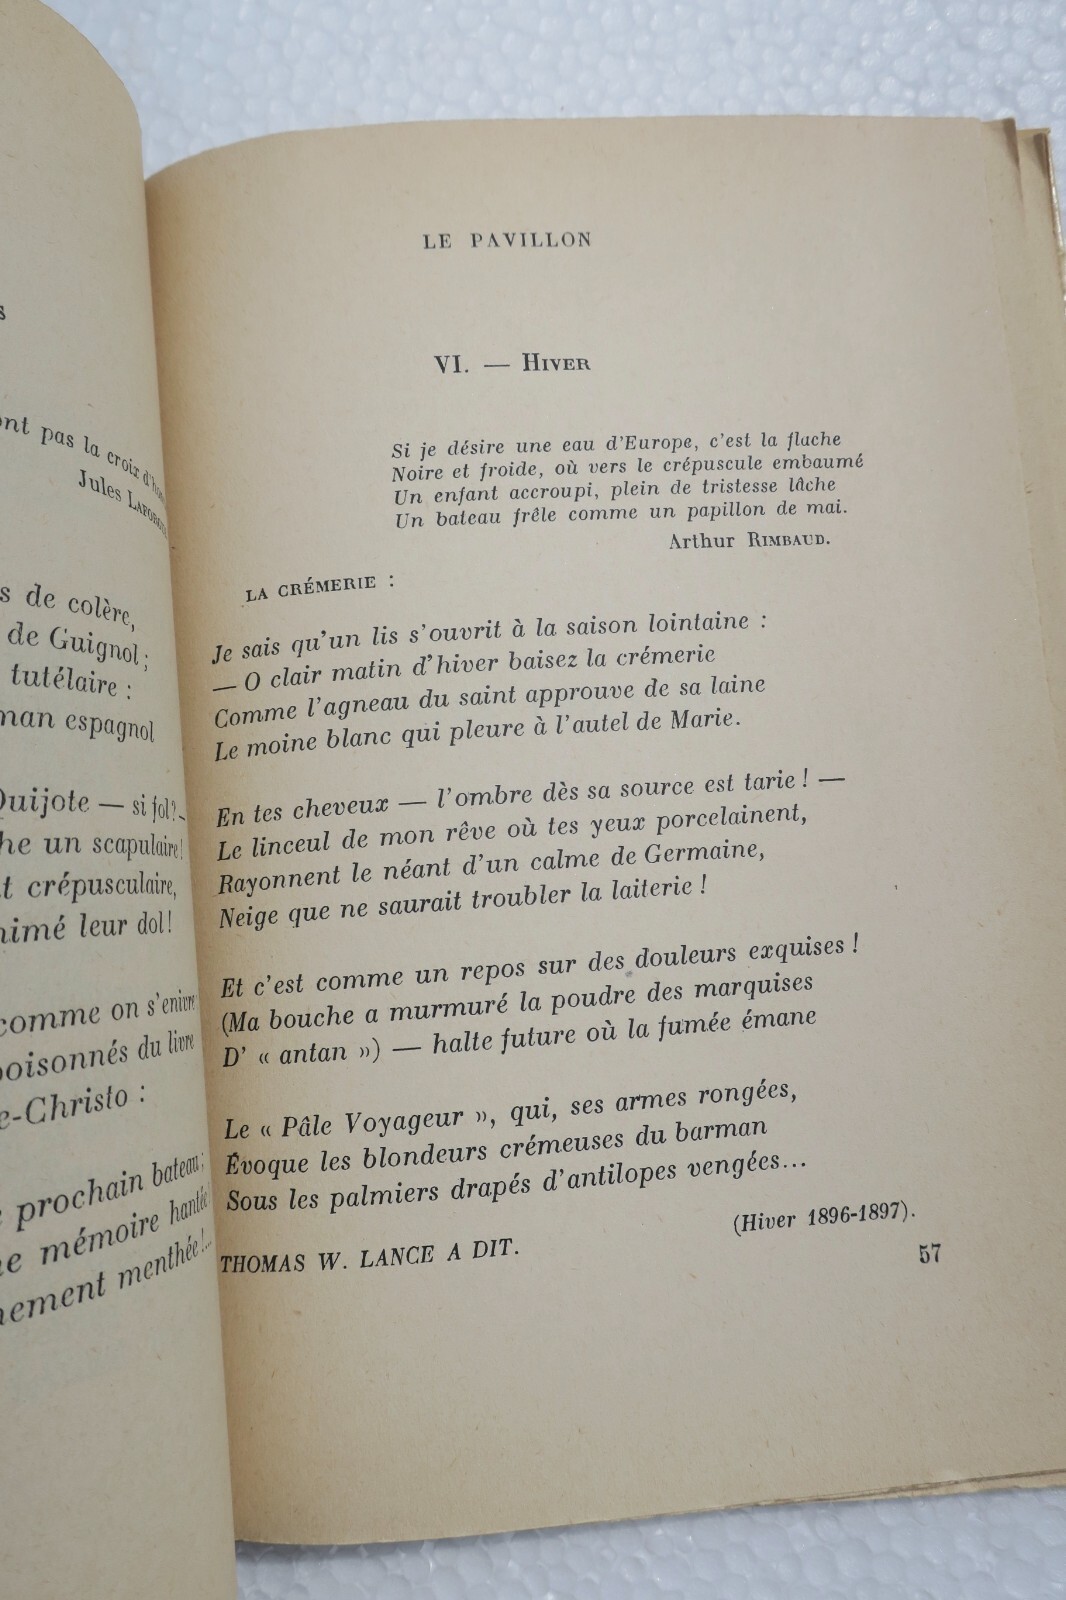 s
ont pas la croix d'hon
Jules LAFORGUE
s de colère,
de Guignol ;
tutélaire :
man espagnol
Quijote — si fol?..
he un scapulaire!
t crépusculaire,
nimé leur dol!
comme on s'enivre
poisonnés du livre
e-Christo :
prochain bateau;
ne mémoire hantée
nement menthée!...
LE PAVILLON
VI. — HIVER
Si je désire une eau d'Europe, c'est la flache
Noire et froide, où vers le crépuscule embaumé
Un enfant accroupi, plein de tristesse lâche
Un bateau frêle comme un papillon de mai.
Arthur RIMBAUD.
LA CRÉMERIE :
Je sais qu'un lis s'ouvrit à la saison lointaine :
— O clair matin d'hiver baisez la crémerie
Comme l'agneau du saint approuve de sa laine
Le moine blanc qui pleure à l'autel de Marie.
En tes cheveux — l'ombre dès sa source est tarie ! —
Le linceul de mon rêve où tes yeux porcelainent,
Rayonnent le néant d'un calme de Germaine,
Neige que ne saurait troubler la laiterie !
Et c'est comme un repos sur des douleurs exquises !
(Ma bouche a murmuré la poudre des marquises
D' « antan ») — halte future où la fumée émane
Le « Pâle Voyageur », qui, ses armes rongées,
Évoque les blondeurs crémeuses du barman
Sous les palmiers drapés d'antilopes vengées...
(Hiver 1896-1897).
THOMAS W. LANCE A DIT.
57